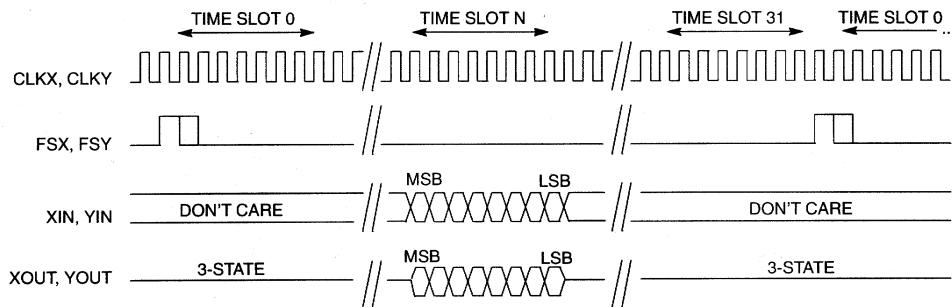 TIME SLOT 0 TIME SLOT N TIME SLOT 31 TIME SLOT 0
CLKX, CLKY
FSX, FSY
MSB LSB
XIN, YIN DON'T CARE DON'T CARE
MSB LSB
XOUT, YOUT 3-STATE 3-STATE